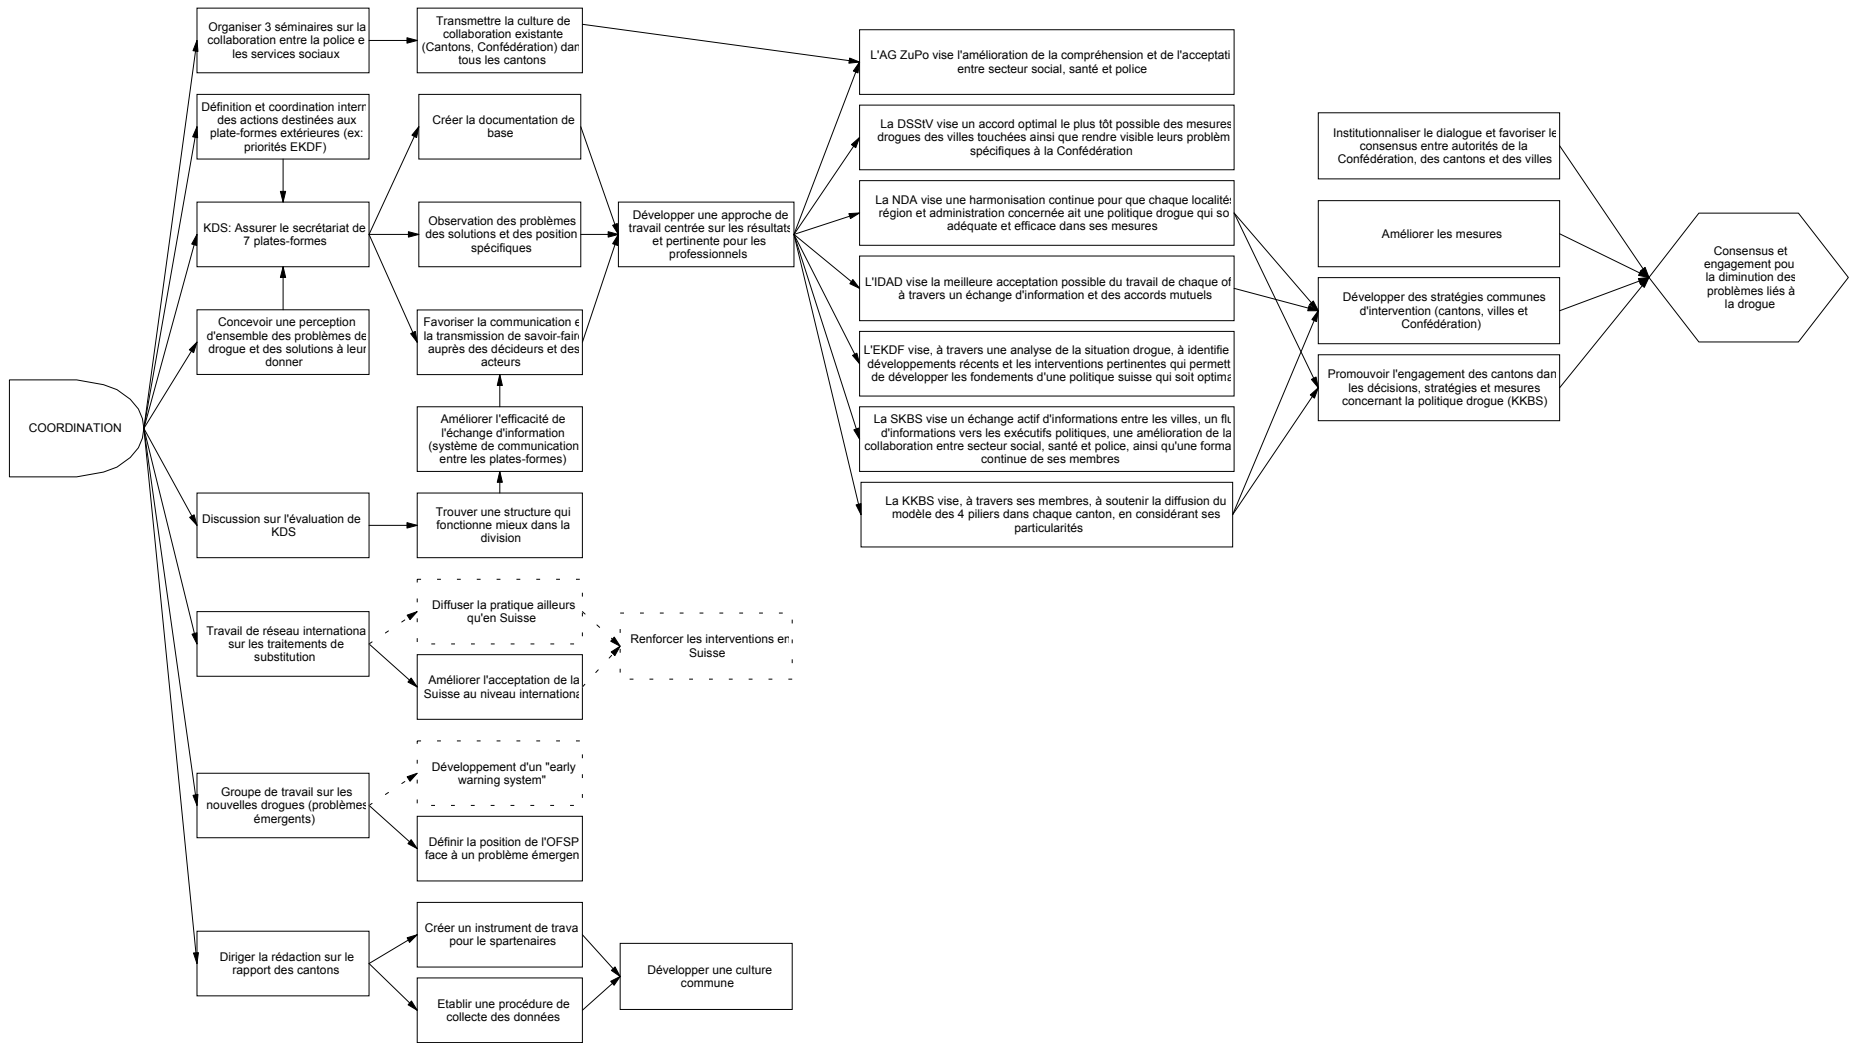 COORDINATION
Organiser 3 séminaires sur la
collaboration entre la police e
les services sociaux
Définition et coordination intern
des actions destinées aux
plate-formes extérieures (ex:
priorités EKDF)
KDS: Assurer le secrétariat de
7 plates-formes
Concevoir une perception
d'ensemble des problèmes de
drogue et des solutions à leur
donner
Discussion sur l'évaluation de
KDS
Travail de réseau internationa
sur les traitements de
substitution
Groupe de travail sur les
nouvelles drogues (problèmes
émergents)
Diriger la rédaction sur le
rapport des cantons
Transmettre la culture de
collaboration existante
(Cantons, Confédération) dan
tous les cantons
Créer la documentation de
base
Observation des problèmes
des solutions et des position
spécifiques
Favoriser la communication e
la transmission de savoir-faire
auprès des décideurs et des
acteurs
Améliorer l'efficacité de
l'échange d'information
(système de communication
entre les plates-formes)
Trouver une structure qui
fonctionne mieux dans la
division
Diffuser la pratique ailleurs
qu'en Suisse
Améliorer l'acceptation de la
Suisse au niveau internationa
Développement d'un "early
warning system"
Définir la position de l'OFSP
face à un problème émergen
Créer un instrument de trava
pour le spartenaires
Etablir une procédure de
collecte des données
Développer une approche de
travail centrée sur les résultats
et pertinente pour les
professionnels
Renforcer les interventions en
Suisse
Développer une culture
commune
L'AG ZuPo vise l'amélioration de la compréhension et de l'acceptati
entre secteur social, santé et police
La DSStV vise un accord optimal le plus tôt possible des mesures
drogues des villes touchées ainsi que rendre visible leurs problèm
spécifiques à la Confédération
La NDA vise une harmonisation continue pour que chaque localité
région et administration concernée ait une politique drogue qui so
adéquate et efficace dans ses mesures
L'IDAD vise la meilleure acceptation possible du travail de chaque of
à travers un échange d'information et des accords mutuels
L'EKDF vise, à travers une analyse de la situation drogue, à identifie
développements récents et les interventions pertinentes qui permett
de développer les fondements d'une politique suisse qui soit optima
La SKBS vise un échange actif d'informations entre les villes, un flu
d'informations vers les exécutifs politiques, une amélioration de la
collaboration entre secteur social, santé et police, ainsi qu'une forma
continue de ses membres
La KKBS vise, à travers ses membres, à soutenir la diffusion du
modèle des 4 piliers dans chaque canton, en considérant ses
particularités
Institutionnaliser le dialogue et favoriser le
consensus entre autorités de la
Confédération, des cantons et des villes
Améliorer les mesures
Développer des stratégies communes
d'intervention (cantons, villes et
Confédération)
Promouvoir l'engagement des cantons dan
les décisions, stratégies et mesures
concernant la politique drogue (KKBS)
Consensus et
engagement pou
la diminution des
problèmes liés à
la drogue